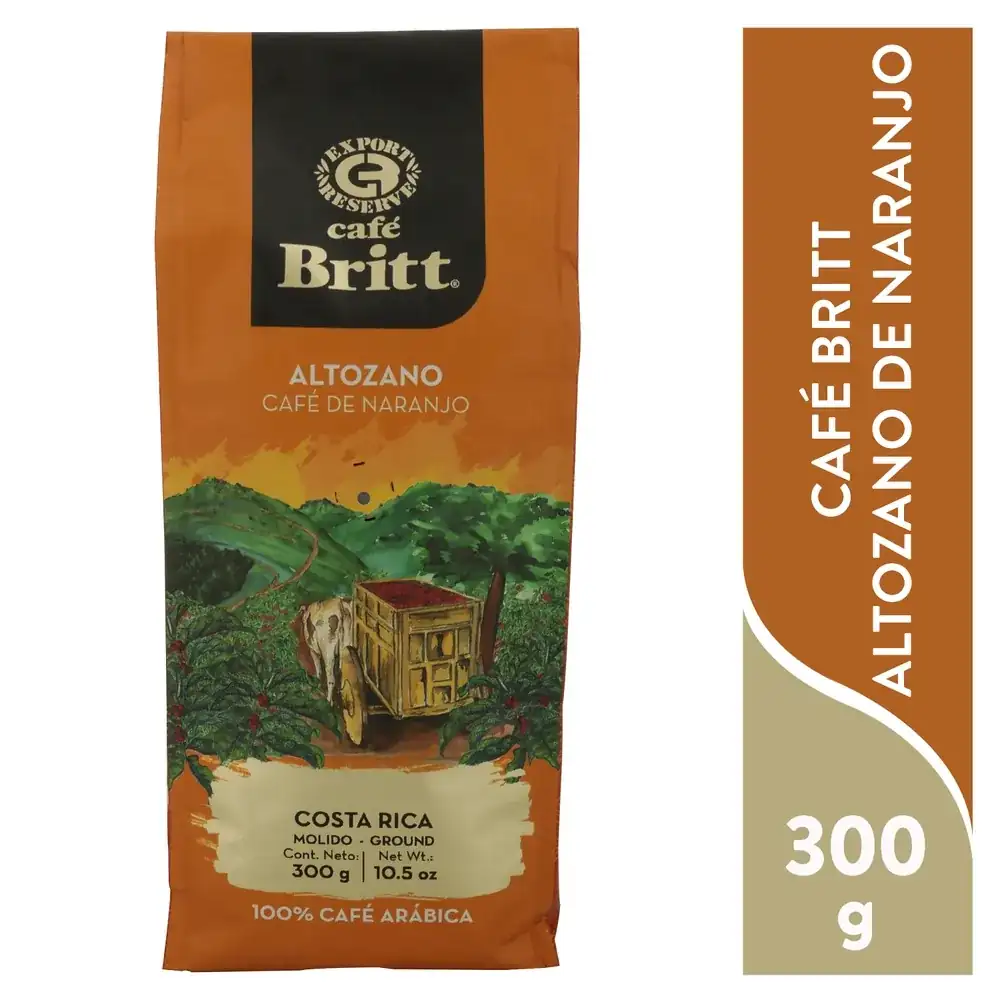 EXPORT
RESERVE
café
Britt®
ALTOZANO
CAFÉ DE NARANJO
COSTA RICA
MOLIDO - GROUND
Cont. Neto: Net Wt.:
300 g 10.5 oz
100% CAFÉ ARÁBICA
CAFÉ BRITT
ALTOZANO DE NARANJO
300
g